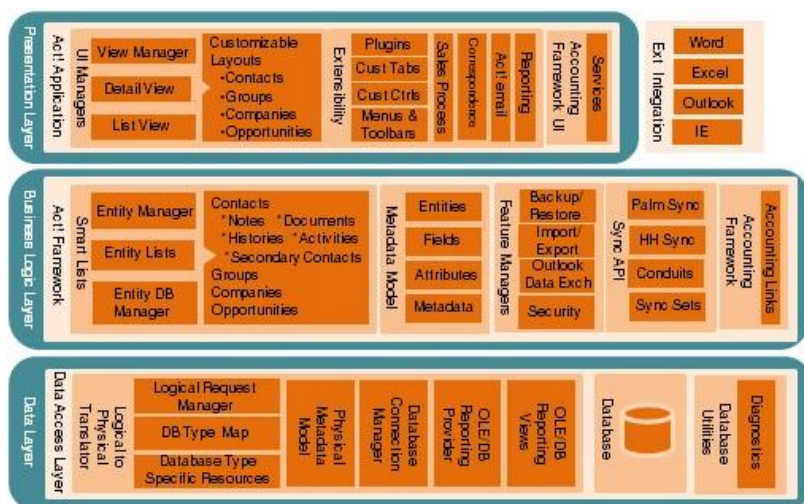 Presentation Layer
Act! Application
UI Managers
View Manager
Detail View
List View
Customizable
Layouts
•Contacts
•Groups
•Companies
•Opportunities
Extensibility
Plugins
Cust Tabs
Cust Ctrls
Menus &
Toolbars
Sales Process
Correspondence
Act! email
Reporting
Accounting
Framework UI
Services
Ext Integration
Word
Excel
Outlook
IE
Business Logic Layer
Act! Framework
Smart Lists
Entity Manager
Entity Lists
Entity DB
Manager
Contacts
*Notes *Documents
*Histories *Activities
*Secondary Contacts
Groups
Companies
Opportunities
Metadata Model
Entities
Fields
Attributes
Metadata
Feature Managers
Backup/
Restore
Import/
Export
Outlook
Data Exch
Security
Sync API
Palm Sync
HH Sync
Conduits
Sync Sets
Accounting
Framework
Accounting Links
Data Layer
Data Access Layer
Logical to
Physical
Translator
Logical Request
Manager
DB Type Map
Database Type
Specific Resources
Physical
Metadata
Model
Database
Connection
Manager
OLE/DB
Reporting
Provider
OLE/DB
Reporting
Views
Database
Database
Utilities
Diagnostics